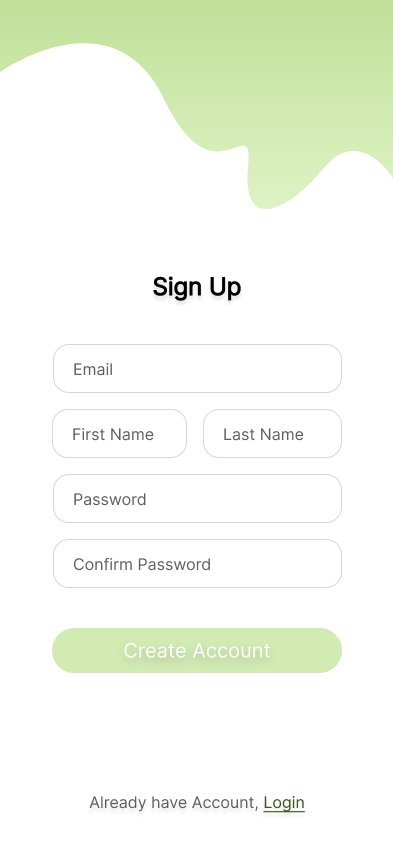 Sign Up
Email
First Name Last Name
Password
Confirm Password
Create Account
Already have Account, Login